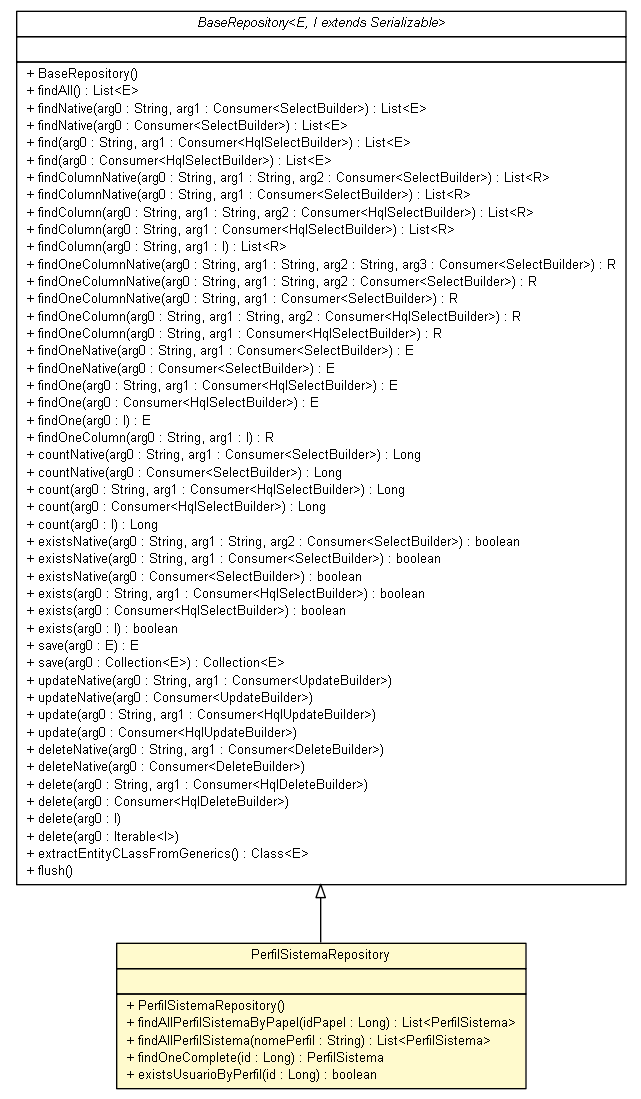 BaseRepository<E, I extends Serializable>
+ BaseRepository()
+ findAll() : List<E>
+ findNative(arg0 : String, arg1 : Consumer<SelectBuilder>) : List<E>
+ findNative(arg0 : Consumer<SelectBuilder>) : List<E>
+ find(arg0 : String, arg1 : Consumer<HqlSelectBuilder>) : List<E>
+ find(arg0 : Consumer<HqlSelectBuilder>) : List<E>
+ findColumnNative(arg0 : String, arg1 : String, arg2 : Consumer<SelectBuilder>) : List<R>
+ findColumnNative(arg0 : String, arg1 : Consumer<SelectBuilder>) : List<R>
+ findColumn(arg0 : String, arg1 : String, arg2 : Consumer<HqlSelectBuilder>) : List<R>
+ findColumn(arg0 : String, arg1 : Consumer<HqlSelectBuilder>) : List<R>
+ findColumn(arg0 : String, arg1 : I) : List<R>
+ findOneColumnNative(arg0 : String, arg1 : String, arg2 : String, arg3 : Consumer<SelectBuilder>) : R
+ findOneColumnNative(arg0 : String, arg1 : String, arg2 : Consumer<SelectBuilder>) : R
+ findOneColumnNative(arg0 : String, arg1 : Consumer<SelectBuilder>) : R
+ findOneColumn(arg0 : String, arg1 : String, arg2 : Consumer<HqlSelectBuilder>) : R
+ findOneColumn(arg0 : String, arg1 : Consumer<HqlSelectBuilder>) : R
+ findOneNative(arg0 : String, arg1 : Consumer<SelectBuilder>) : E
+ findOneNative(arg0 : Consumer<SelectBuilder>) : E
+ findOne(arg0 : String, arg1 : Consumer<HqlSelectBuilder>) : E
+ findOne(arg0 : Consumer<HqlSelectBuilder>) : E
+ findOne(arg0 : I) : E
+ findOneColumn(arg0 : String, arg1 : I) : R
+ countNative(arg0 : String, arg1 : Consumer<SelectBuilder>) : Long
+ countNative(arg0 : Consumer<SelectBuilder>) : Long
+ count(arg0 : String, arg1 : Consumer<HqlSelectBuilder>) : Long
+ count(arg0 : Consumer<HqlSelectBuilder>) : Long
+ count(arg0 : I) : Long
+ existsNative(arg0 : String, arg1 : String, arg2 : Consumer<SelectBuilder>) : boolean
+ existsNative(arg0 : String, arg1 : Consumer<SelectBuilder>) : boolean
+ existsNative(arg0 : Consumer<SelectBuilder>) : boolean
+ exists(arg0 : String, arg1 : Consumer<HqlSelectBuilder>) : boolean
+ exists(arg0 : Consumer<HqlSelectBuilder>) : boolean
+ exists(arg0 : I) : boolean
+ save(arg0 : E) : E
+ save(arg0 : Collection<E>) : Collection<E>
+ updateNative(arg0 : String, arg1 : Consumer<UpdateBuilder>)
+ updateNative(arg0 : Consumer<UpdateBuilder>)
+ update(arg0 : String, arg1 : Consumer<HqlUpdateBuilder>)
+ update(arg0 : Consumer<HqlUpdateBuilder>)
+ deleteNative(arg0 : String, arg1 : Consumer<DeleteBuilder>)
+ deleteNative(arg0 : Consumer<DeleteBuilder>)
+ delete(arg0 : String, arg1 : Consumer<HqlDeleteBuilder>)
+ delete(arg0 : Consumer<HqlDeleteBuilder>)
+ delete(arg0 : I)
+ delete(arg0 : Iterable<I>)
+ extractEntityCLassFromGenerics() : Class<E>
+ flush()
PerfilSistemaRepository
+ PerfilSistemaRepository()
+ findAllPerfilSistemaByPapel(idPapel : Long) : List<PerfilSistema>
+ findAllPerfilSistema(nomePerfil : String) : List<PerfilSistema>
+ findOneComplete(id : Long) : PerfilSistema
+ existsUsuarioByPerfil(id : Long) : boolean